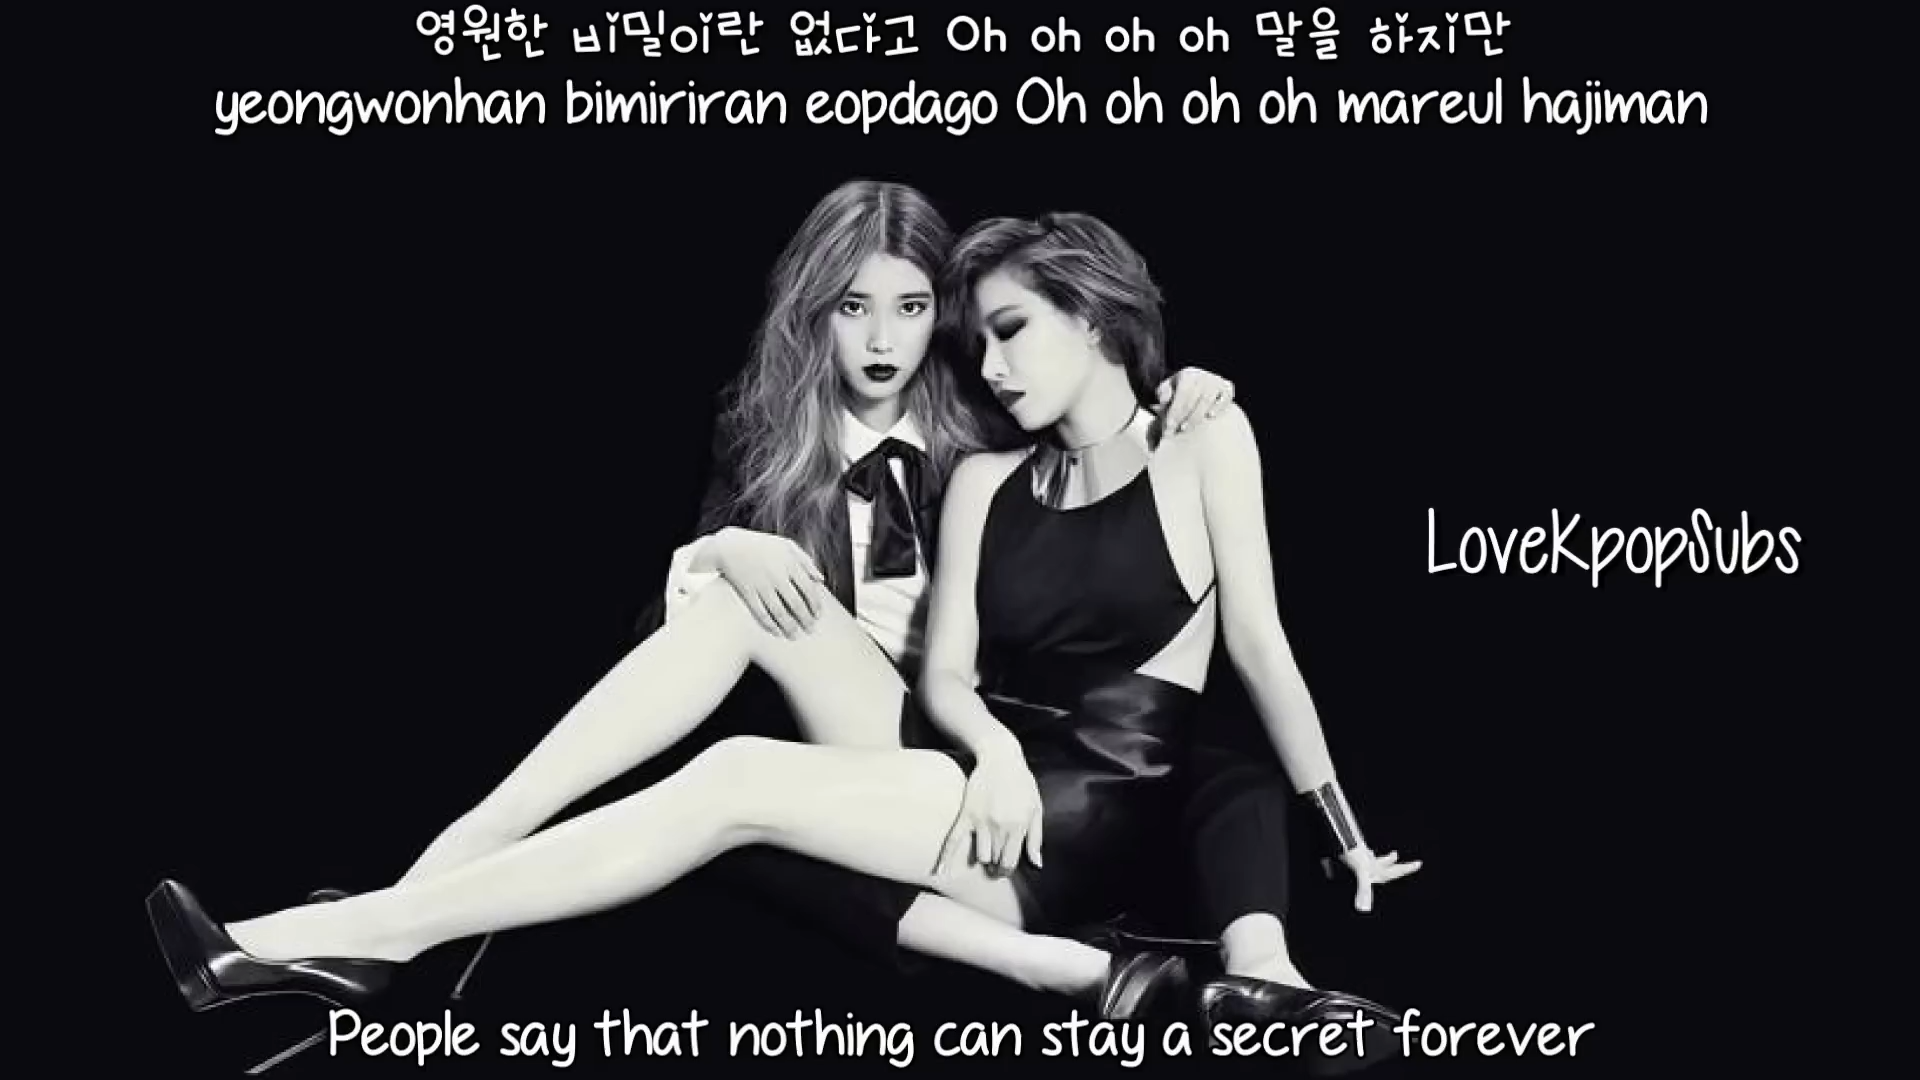 영원한 비밀이란 없다고 Oh oh oh oh 말을 하지만
yeongwonhan bimiriran eopdago Oh oh oh oh mareul hajiman
LoveKpopSubs
People say that nothing can stay a secret forever